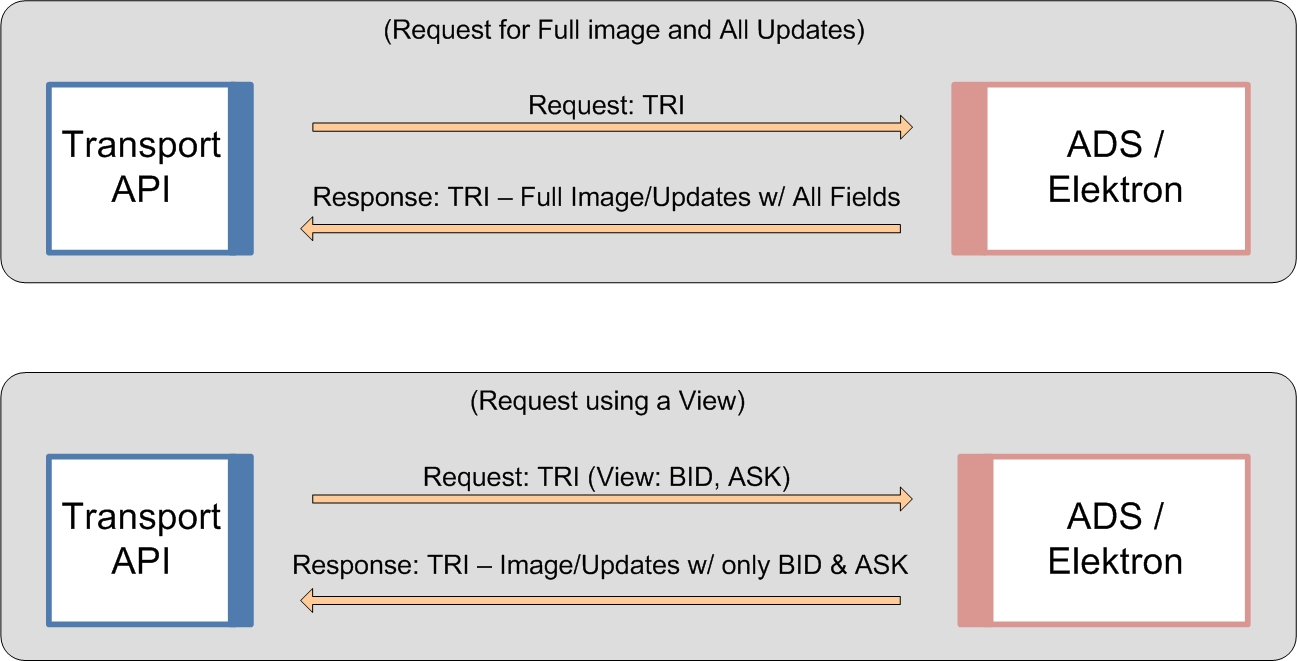 (Request for Full image and All Updates)
Request: TRI
Transport
API
ADS /
Elektron
Response: TRI – Full Image/Updates w/ All Fields
(Request using a View)
Request: TRI (View: BID, ASK)
Transport
API
ADS /
Elektron
Response: TRI – Image/Updates w/ only BID & ASK